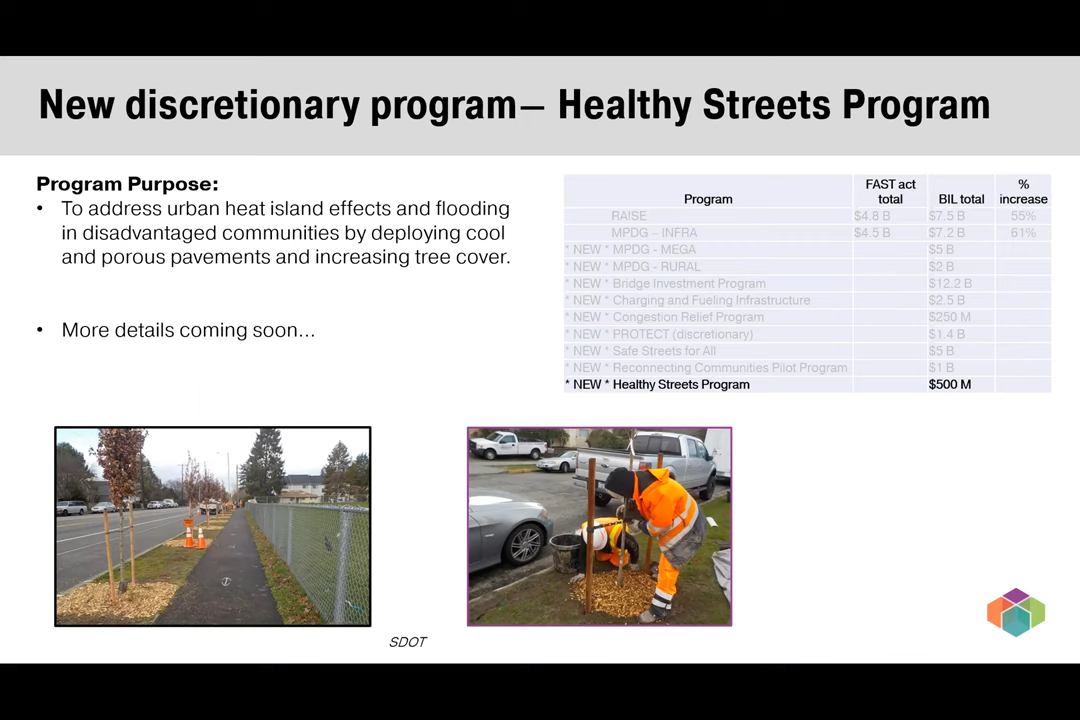 New discretionary program– Healthy Streets Program
Program Purpose:
• To address urban heat island effects and flooding
in disadvantaged communities by deploying cool
and porous pavements and increasing tree cover.
• More details coming soon…
Program FAST act total BIL total % increase
RAISE $4.8 B $7.5 B 55%
MPDG – INFRA $4.5 B $7.2 B 61%
* NEW * MPDG - MEGA $5 B
* NEW * MPDG - RURAL $2 B
* NEW * Bridge Investment Program $12.2 B
* NEW * Charging and Fueling Infrastructure $2.5 B
* NEW * Congestion Relief Program $250 M
* NEW * PROTECT (discretionary) $1.4 B
* NEW * Safe Streets for All $5 B
* NEW * Reconnecting Communities Pilot Program $1 B
* NEW * Healthy Streets Program $500 M
SDOT